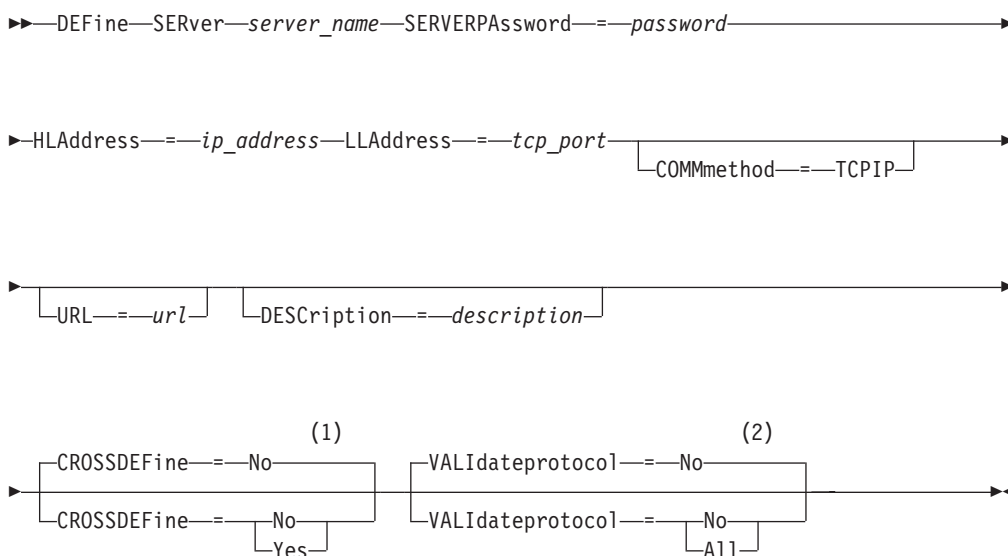 DEFine SERver server_name SERVERPAssword = password
HLAddress = ip_address LLAddress = tcp_port
COMMmethod = TCPIP
URL = url DESCription = description
(1) (2)
CROSSDEFine = No VALIdateprotocol = No
CROSSDEFine = No VALIdateprotocol = No
Yes All